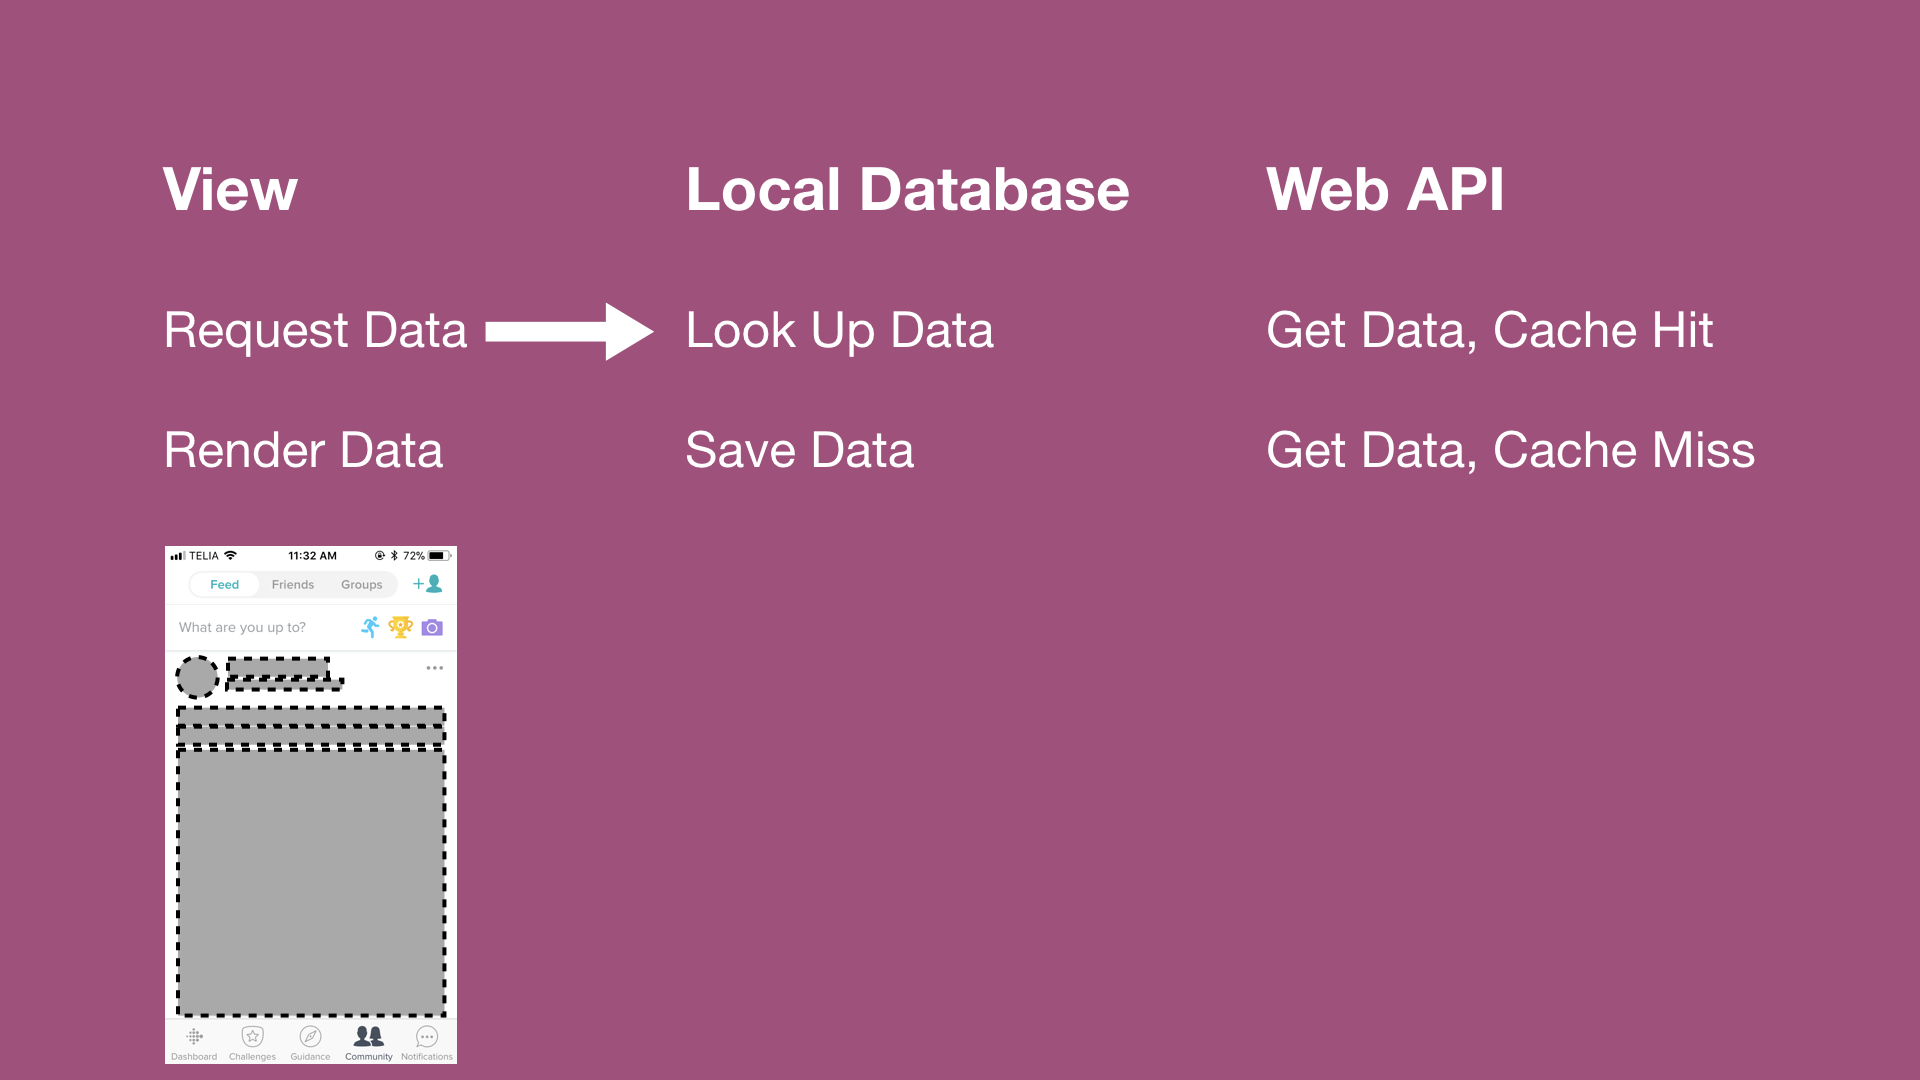 View Local Database Web API
Request Data Look Up Data Get Data, Cache Hit
Render Data Save Data Get Data, Cache Miss
TELIA 11:32 AM 72%
Feed Friends Groups
What are you up to?
Dashboard Challenges Guidance Community Notifications